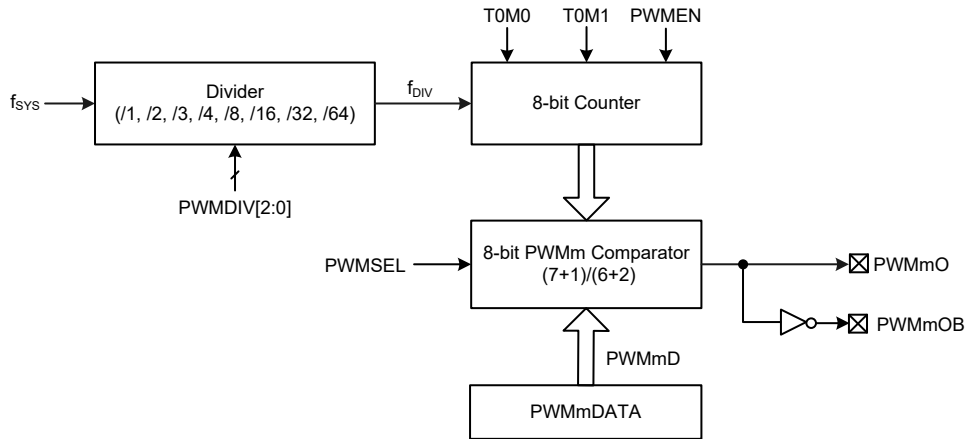 T0M0
T0M1
PWMEN
fSYS
Divider
(/1, /2, /3, /4, /8, /16, /32, /64)
fDIV
8-bit Counter
PWMDIV[2:0]
PWMSEL
8-bit PWMm Comparator
(7+1)/(6+2)
PWMmO
PWMmOB
PWMmD
PWMmDATA